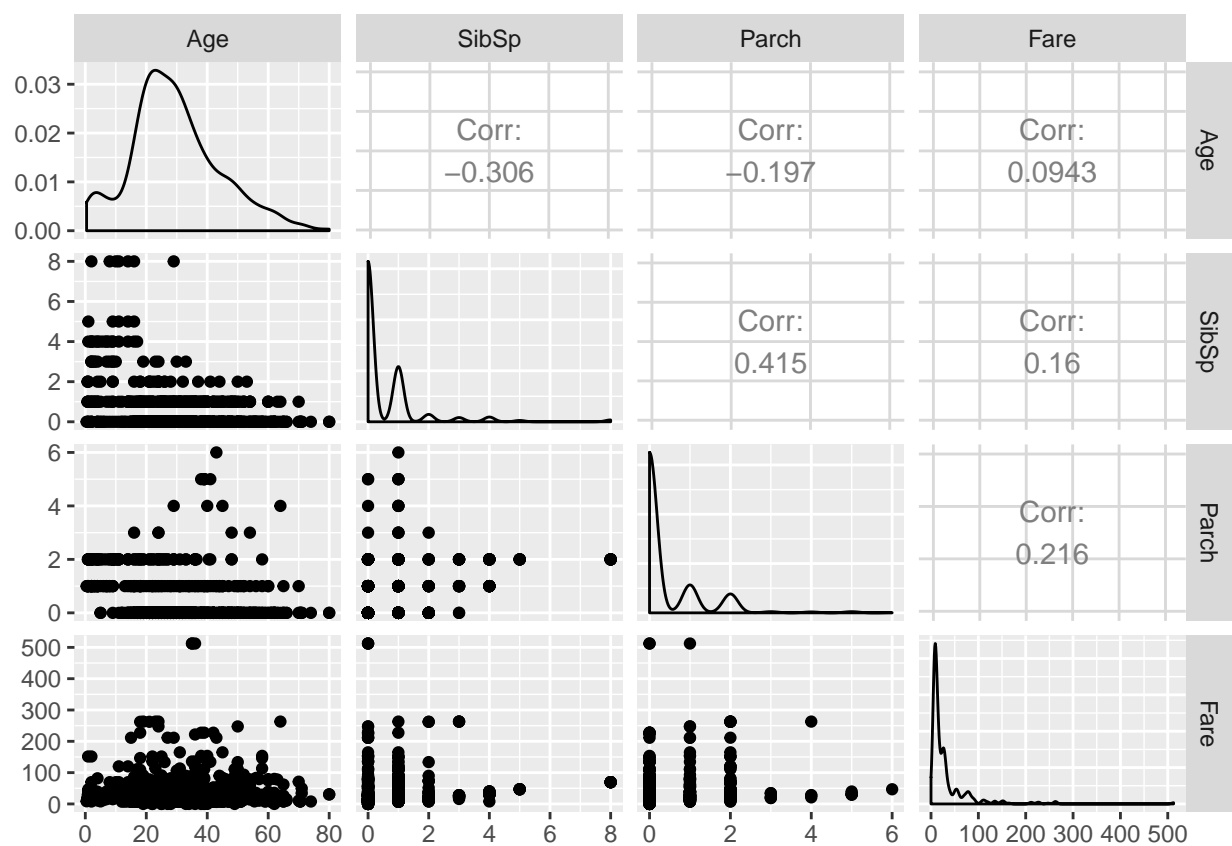 Age SibSp Parch Fare
0.03
0.02
0.01
0.00
Corr:
−0.306
Corr:
−0.197
Corr:
0.0943
Age
8
6
4
2
0
Corr:
0.415
Corr:
0.16
SibSp
6
4
2
0
Corr:
0.216
Parch
500
400
300
200
100
0
Fare
0 20 40 60 80
0 2 4 6 8
0 2 4 6
0 100 200 300 400 500